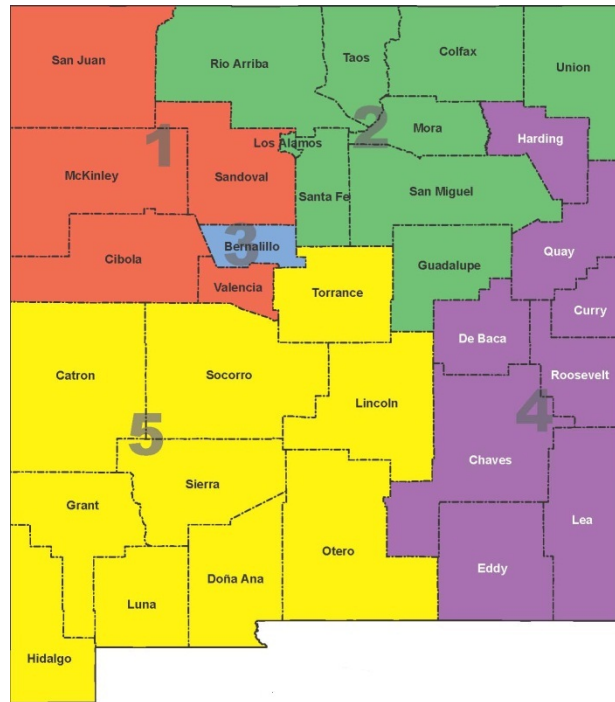 San Juan
Rio Arriba
Taos
Colfax
Union
1
2
Mora
Harding
Los Alamos
McKinley
Sandoval
Santa Fe
San Miguel
3
Bernalillo
Quay
Cibola
Guadalupe
Valencia
Torrance
Curry
De Baca
Catron
Socorro
Roosevelt
Lincoln
4
5
Chaves
Sierra
Grant
Lea
Otero
Eddy
Doña Ana
Luna
Hidalgo